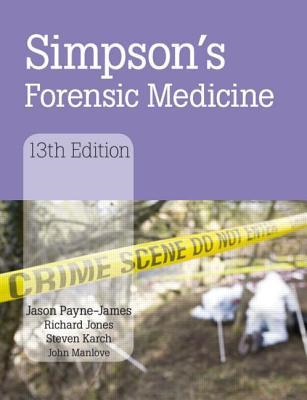 Simpson's
Forensic Medicine
13th Edition
CRIME SCENE DO NOT ENTER
Jason Payne-James
Richard Jones
Steven Karch
John Manlove